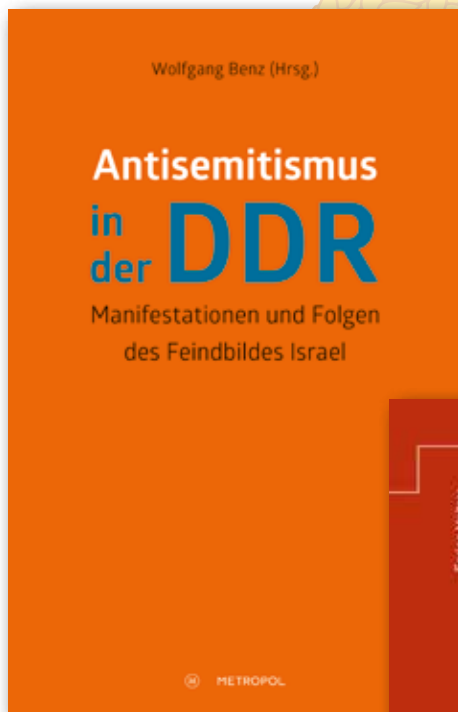 Wolfgang Benz (Hrsg.)
Antisemitismus
in
der DDR
Manifestationen und Folgen
des Feindbildes Israel
METROPOL